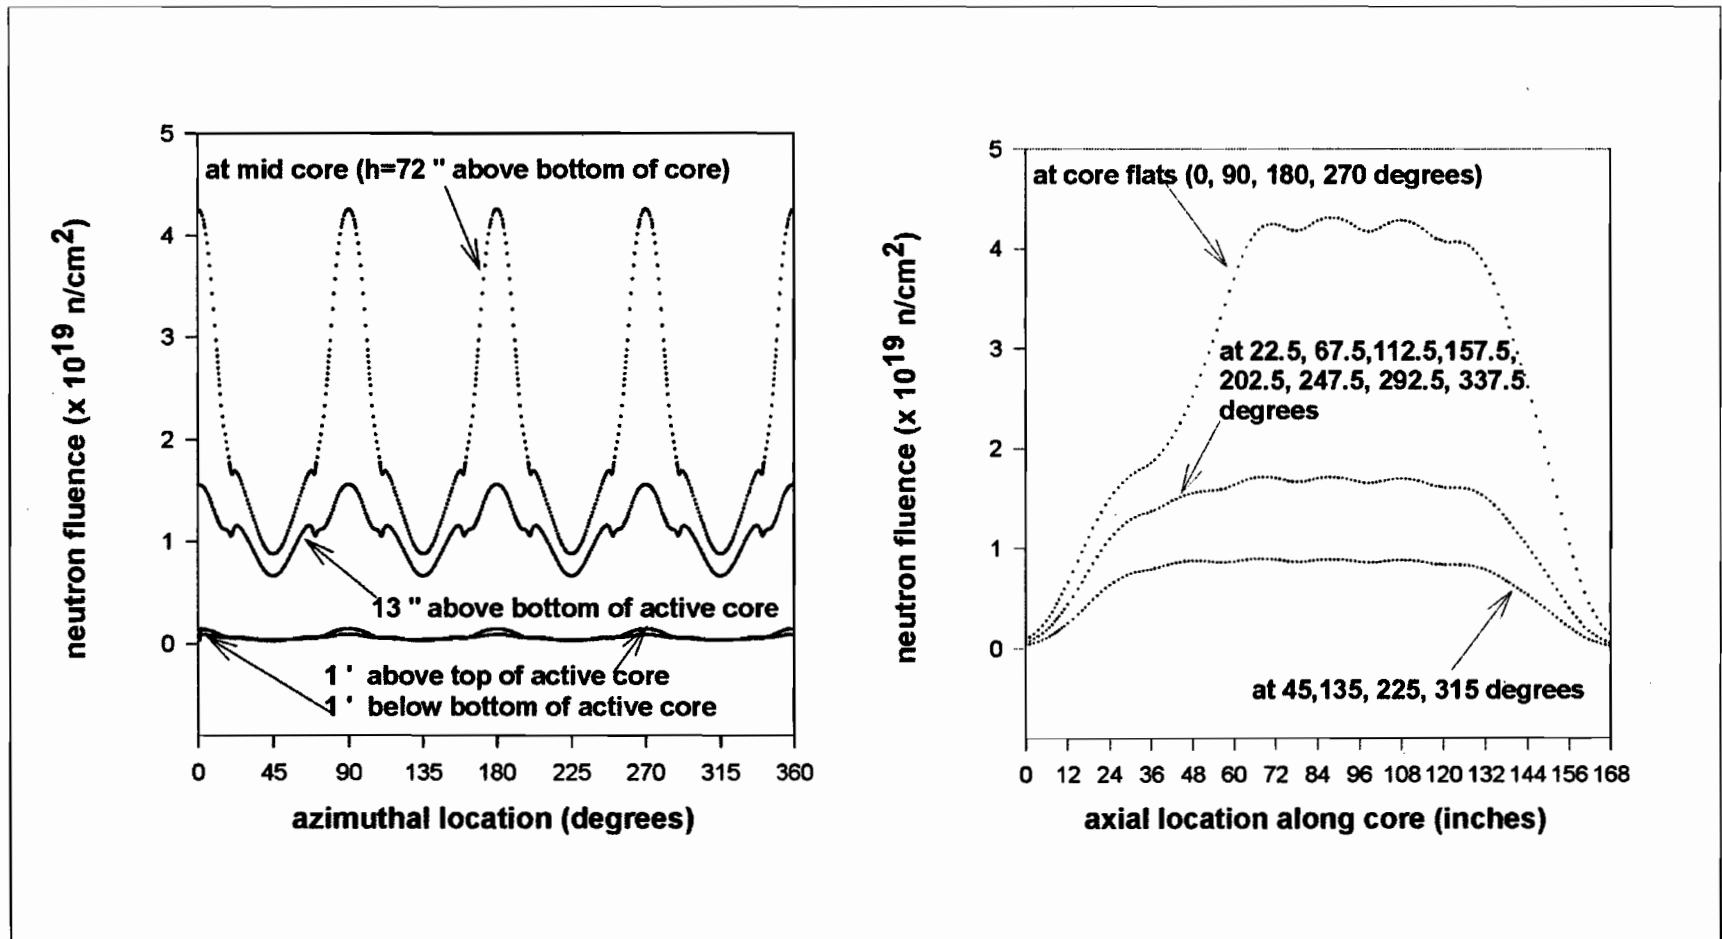 5
at mid core (h=72 " above bottom of core)
4
3
2
1
13 " above bottom of active core
0
1 '  above top of active core
1 '  below bottom of active core
0 45 90 135 180 225 270 315 360
azimuthal location (degrees)
neutron fluence (x 10^19 n/cm^2)
5
at core flats (0, 90, 180, 270 degrees)
4
3
at 22.5, 67.5,112.5,157.5,
202.5, 247.5, 292.5, 337.5
degrees
2
1
0
at 45,135, 225, 315 degrees
0 12 24 36 48 60 72 84 96 108 120 132 144 156 168
axial location along core (inches)
neutron fluence (x 10^19 n/cm^2)